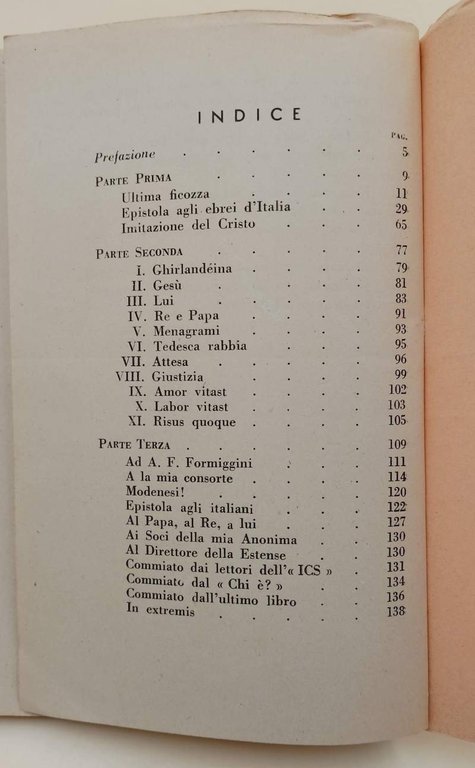 INDICE
PAG.
Prefazione . . . . . . 5
PARTE PRIMA . . . . . 9
Ultima ficozza . . . . 11
Epistola agli ebrei d'Italia . . 29
Imitazione del Cristo . . . 65
PARTE SECONDA . . . . . 77
I. Ghirlandéina . . . . 79
II. Gesù . . . . . 81
III. Lui . . . . . 83
IV. Re e Papa . . . . 91
V. Menagrami . . . . 93
VI. Tedesca rabbia . . . 95
VII. Attesa . . . . . 96
VIII. Giustizia . . . . 99
IX. Amor vitast . . . . 102
X. Labor vitast . . . . 103
XI. Risus quoque . . . . 105
PARTE TERZA . . . . . . 109
Ad A. F. Formiggini . . . 111
A la mia consorte . . . 114
Modenesi! . . . . . 120
Epistola agli italiani . . . 122
Al Papa, al Re, a lui . . . 127
Ai Soci della mia Anonima . . 130
Al Direttore della Estense . . . 130
Commiato dai lettori dell'« ICS » . 131
Commiato dal « Chi è? » . . 134
Commiato dall'ultimo libro . . 136
In extremis . . . . . 138